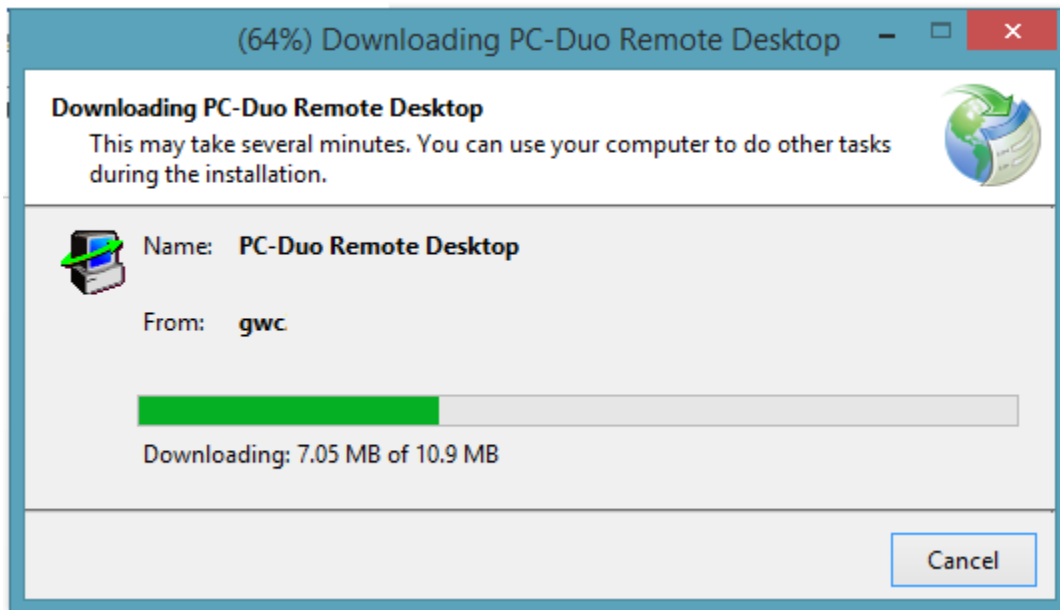 (64%) Downloading PC-Duo Remote Desktop
Downloading PC-Duo Remote Desktop
This may take several minutes. You can use your computer to do other tasks
during the installation.
Name: PC-Duo Remote Desktop
From: gwc
Downloading: 7.05 MB of 10.9 MB
Cancel